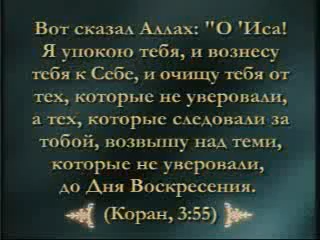 Вот сказал Аллах: "О 'Иса!
Я упокою тебя, и вознесу
тебя к Себе, и очищу тебя от
тех, которые не уверовали,
а тех, которые следовали за
тобой, возвышу над теми,
которые не уверовали,
до Дня Воскресения.
(Коран, 3:55)